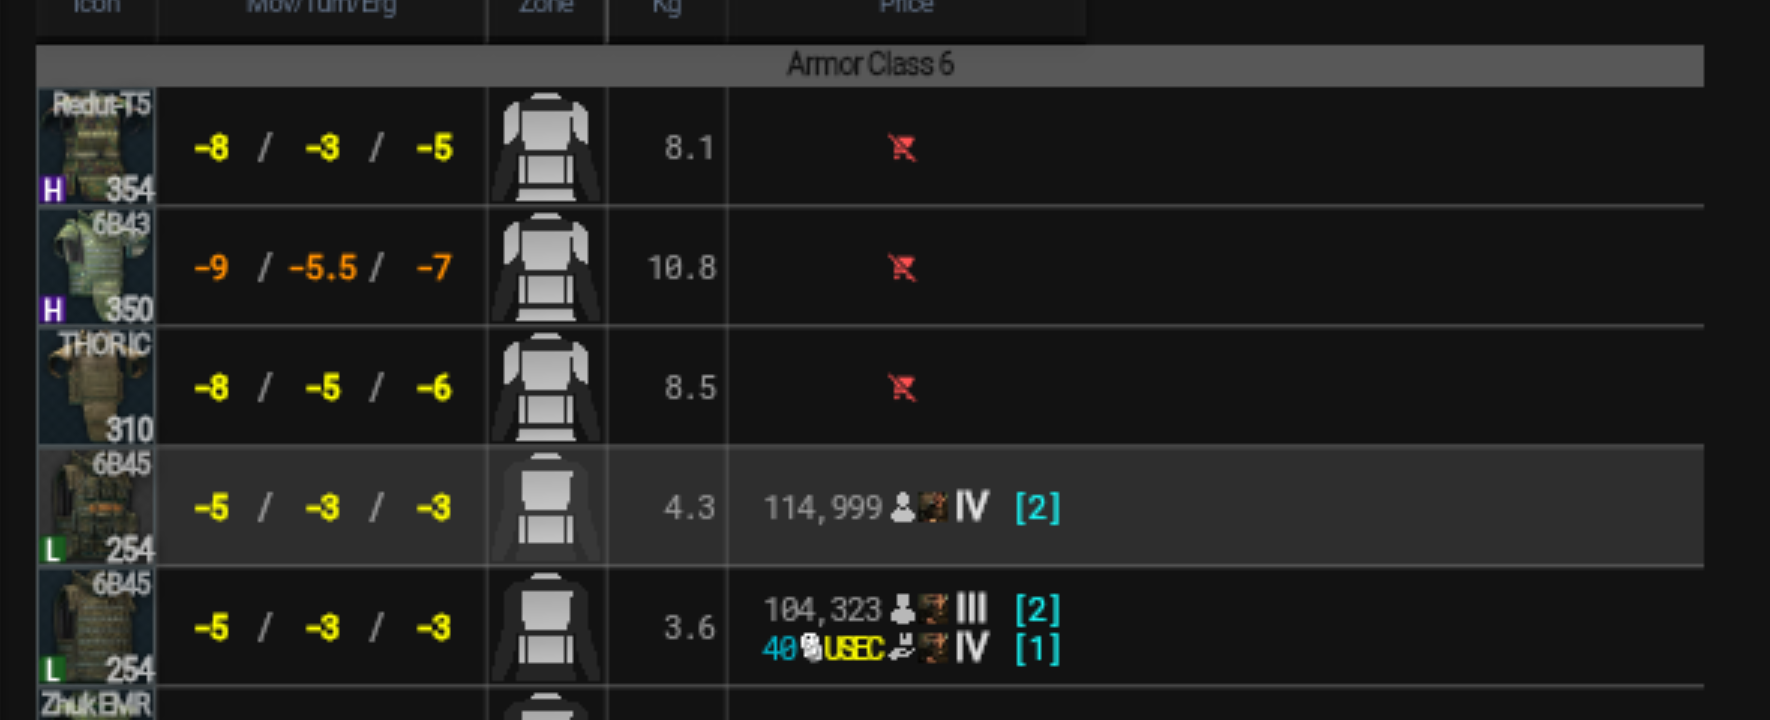 Icon Mov/Turn/Erg Zone Kg Price
Armor Class 6
Redut-T5
-8 / -3 / -5 8.1
H 354
6B43
-9 / -5.5 / -7 10.8
H 350
THORIC
-8 / -5 / -6 8.5
310
6B45
-5 / -3 / -3 4.3 114,999 IV [2]
L 254
6B45
104,323 III [2]
-5 / -3 / -3 3.6
40 USEC IV [1]
L 254
Zhuk EMR